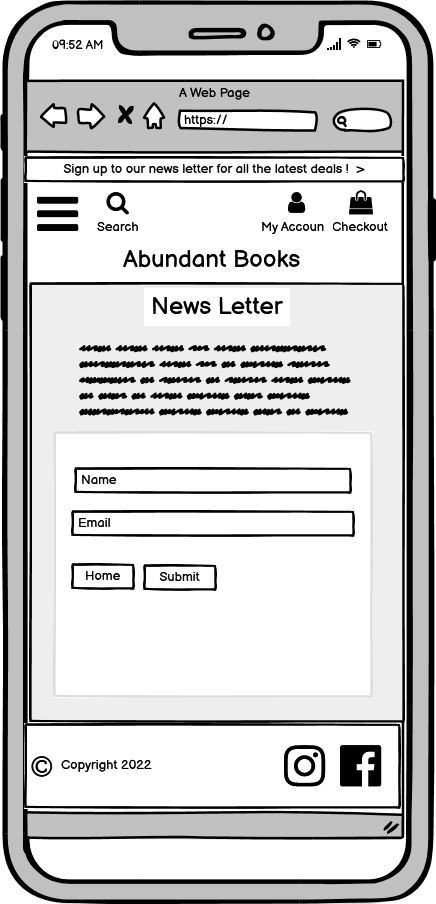 09:52 AM
A Web Page
https://
Sign up to our news letter for all the latest deals ! >
Search
My Accoun
Checkout
Abundant Books
News Letter
Name
Email
Home
Submit
© Copyright 2022